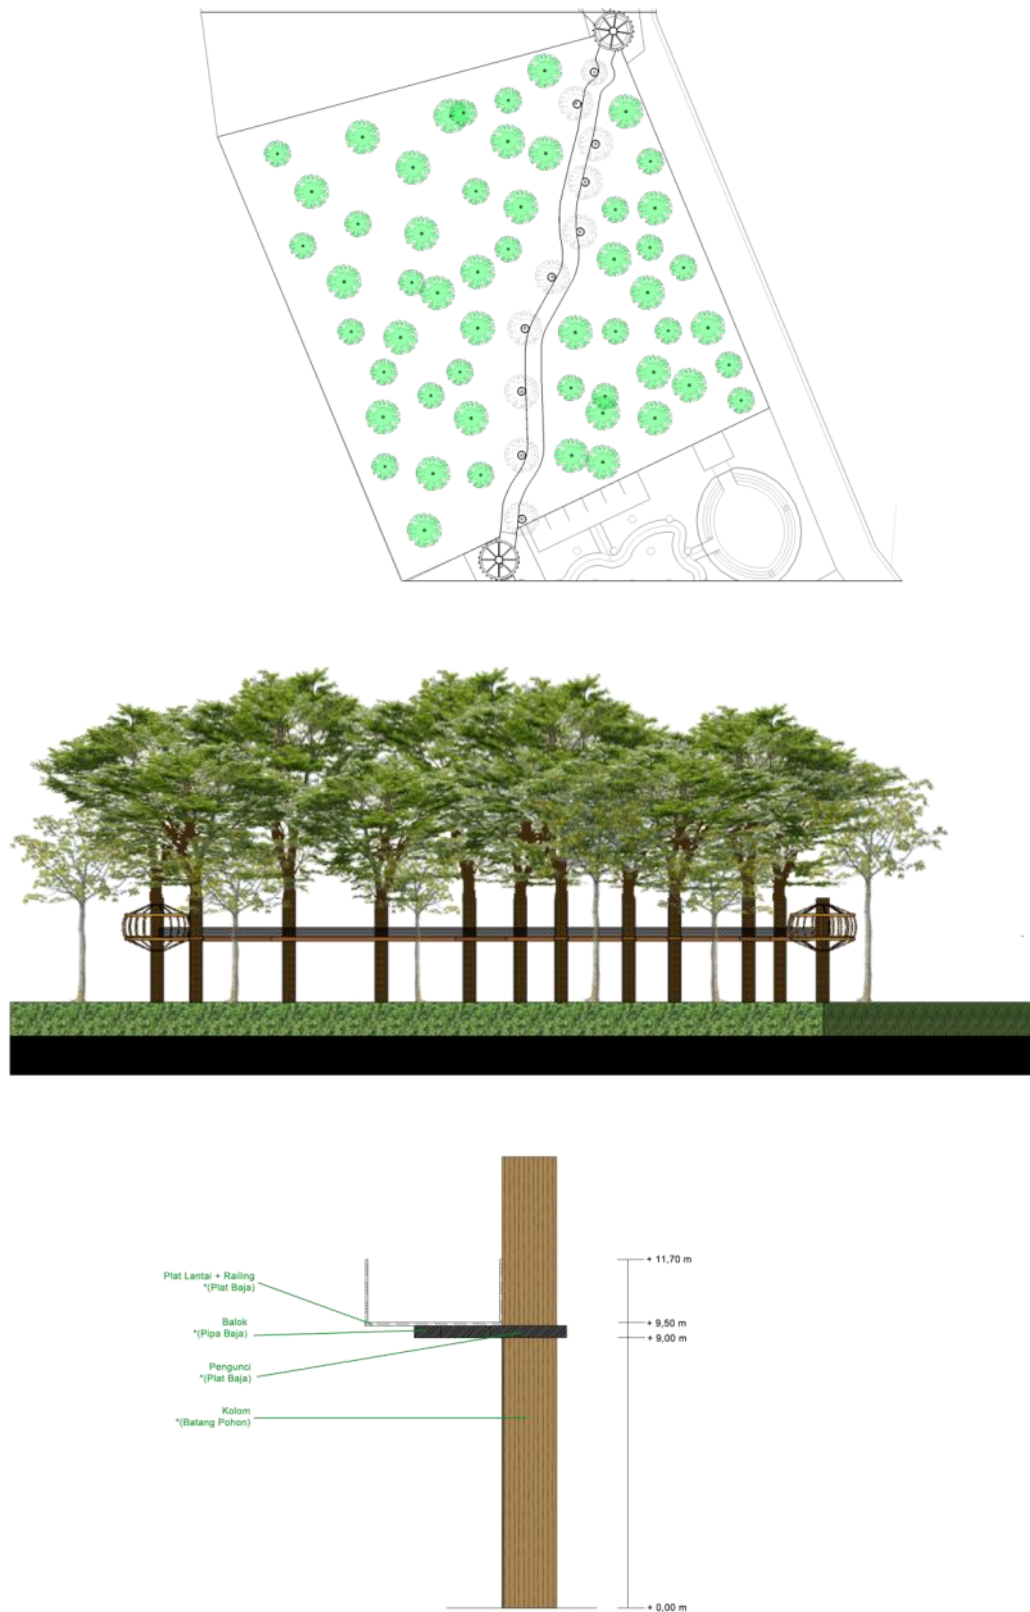 Plat Lantai + Railing
*(Plat Baja)
Balok
*(Pipa Baja)
Pengunci
*(Plat Baja)
Kolom
*(Batang Pohon)
+ 11,70 m
+ 9,50 m
+ 9,00 m
+ 0,00 m